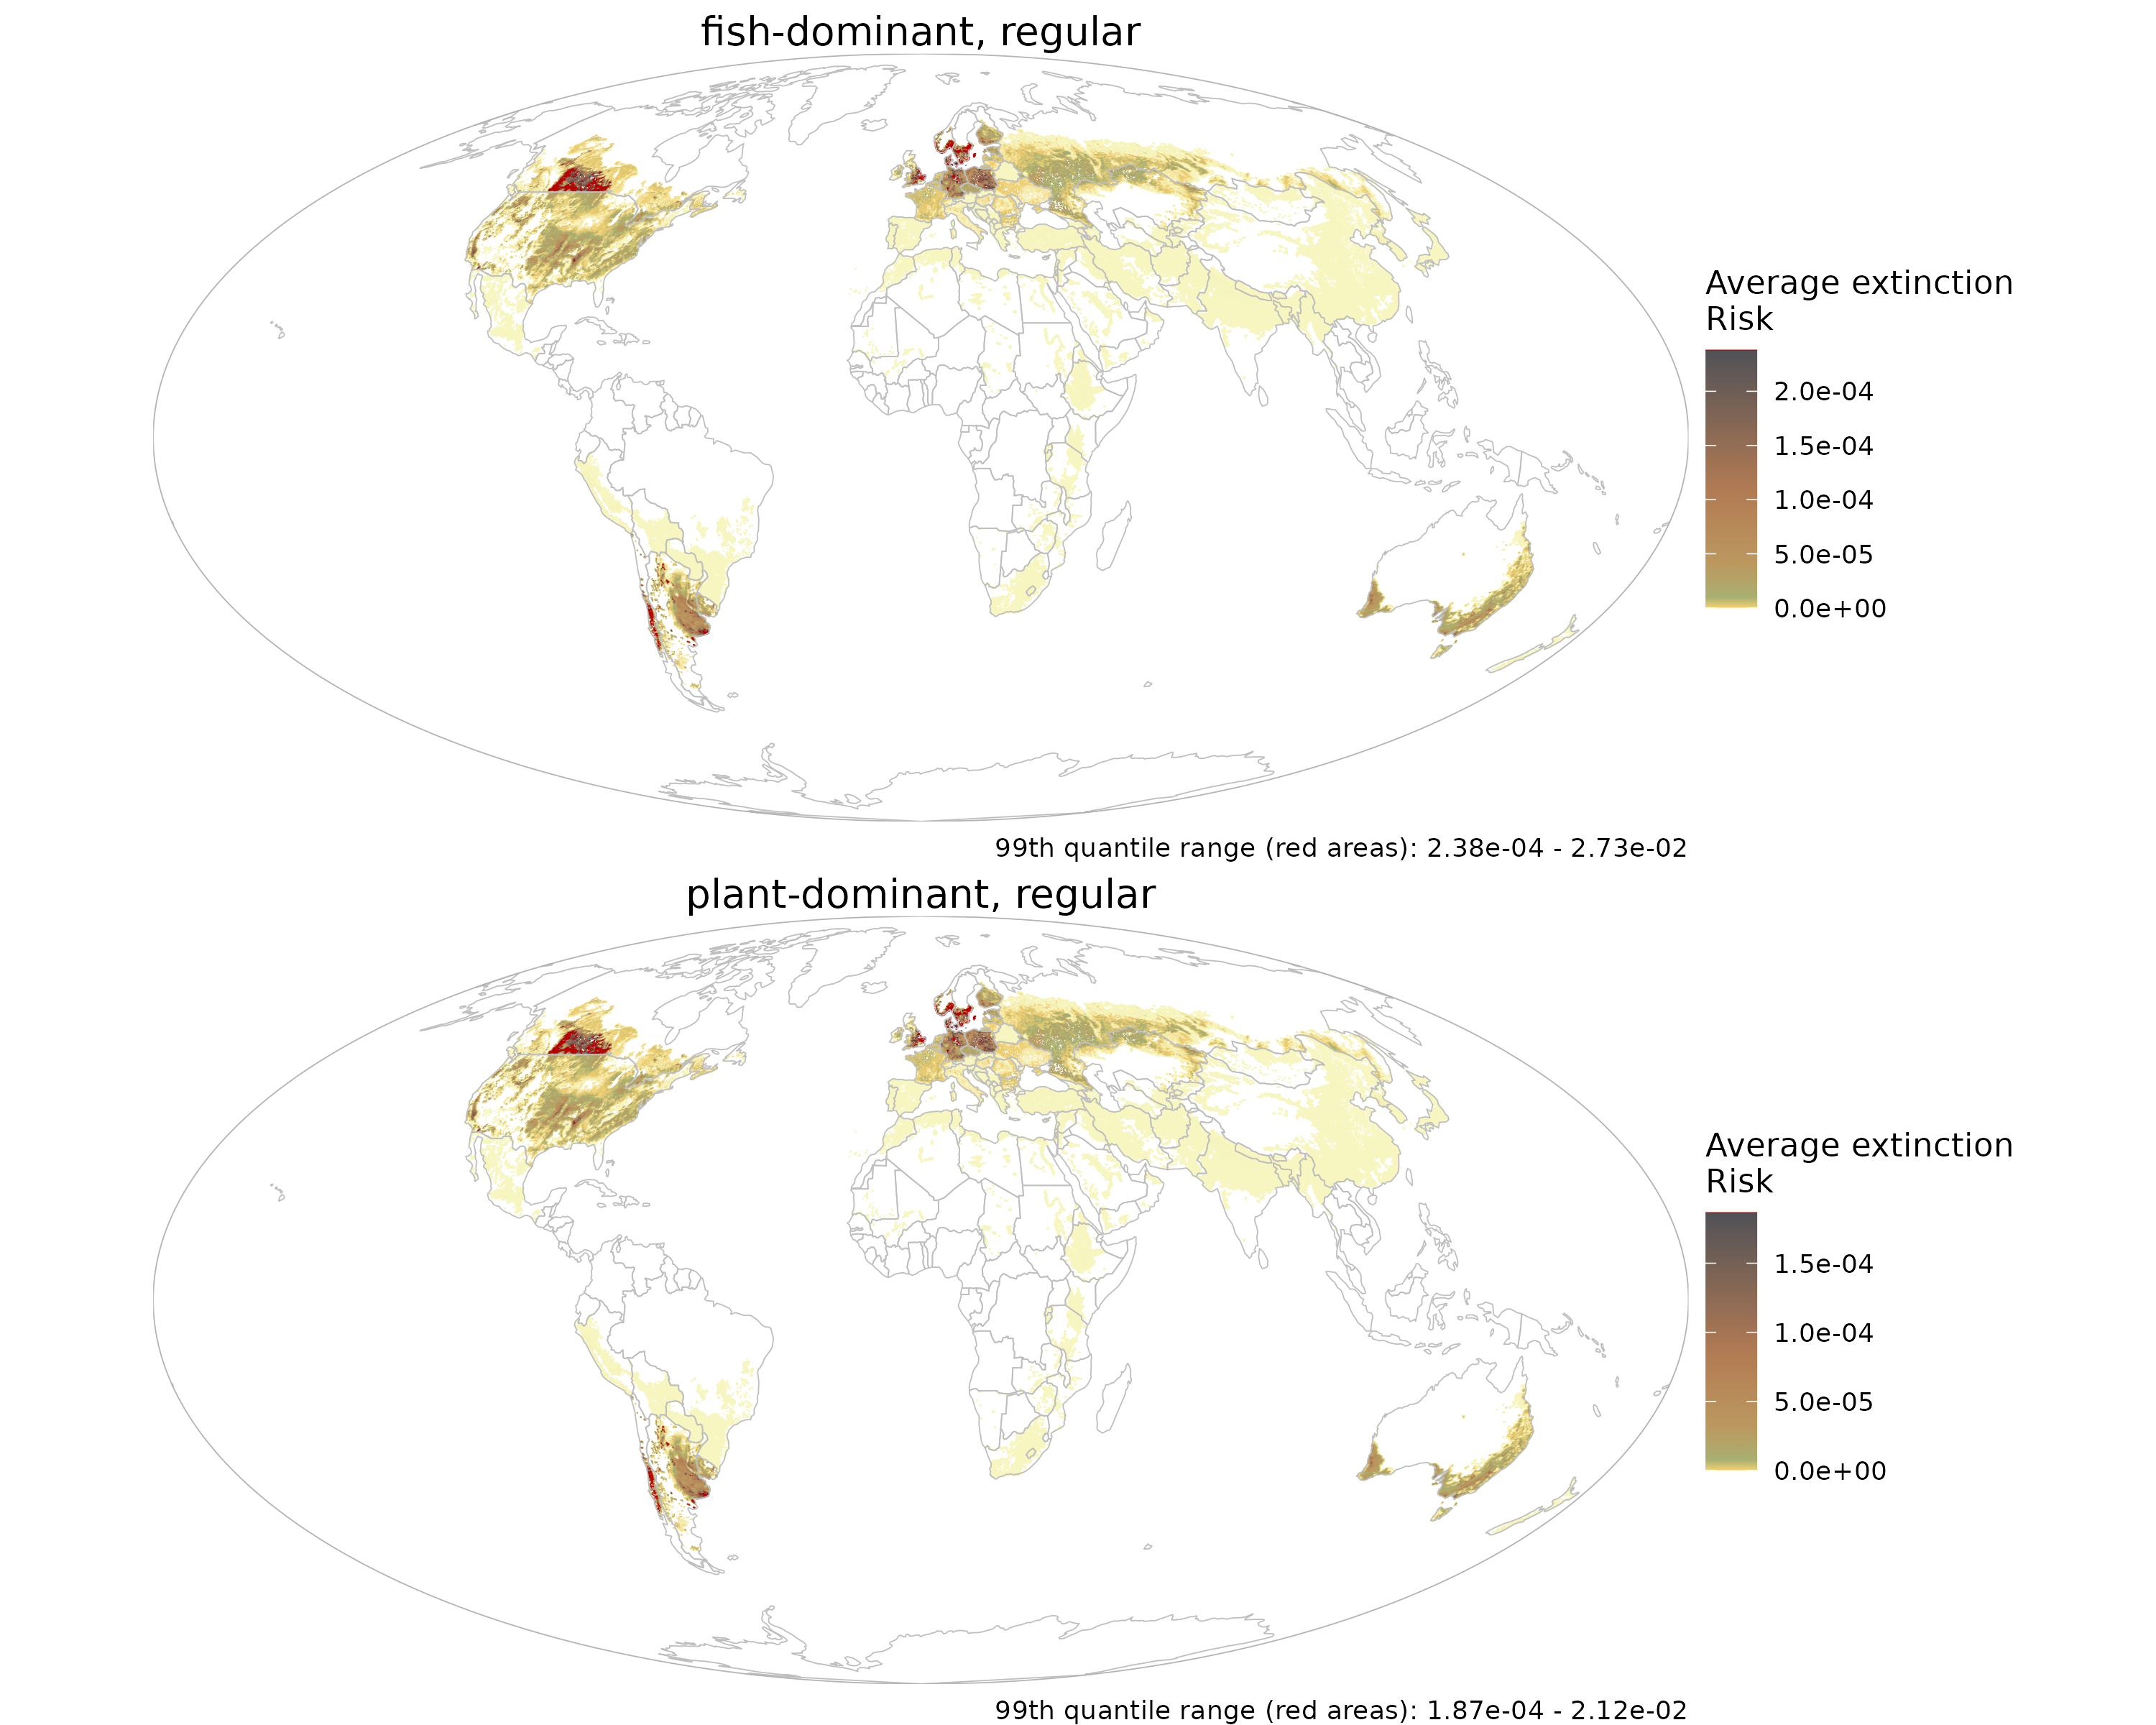 fish-dominant, regular
Average extinction
Risk
2.0e-04
1.5e-04
1.0e-04
5.0e-05
0.0e+00
99th quantile range (red areas): 2.38e-04 - 2.73e-02
plant-dominant, regular
Average extinction
Risk
1.5e-04
1.0e-04
5.0e-05
0.0e+00
99th quantile range (red areas): 1.87e-04 - 2.12e-02